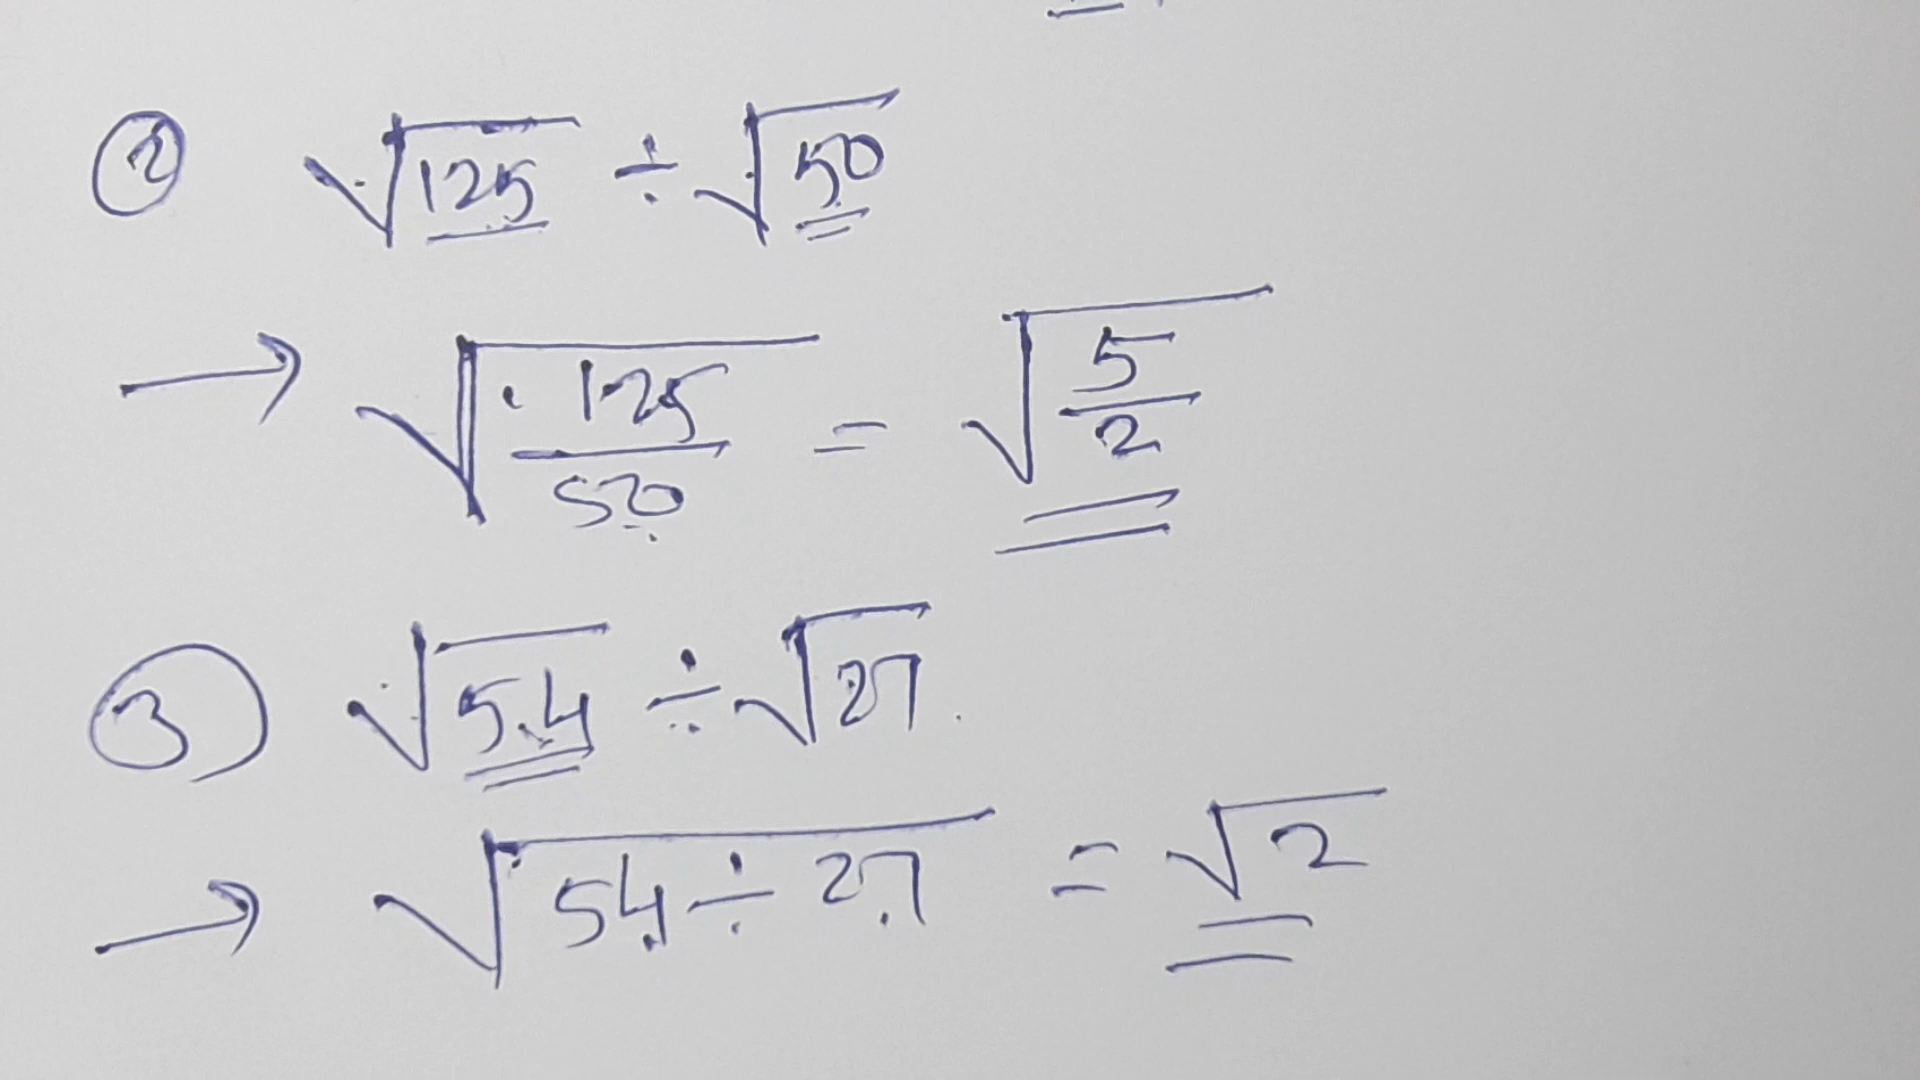 ② √125 ÷ √50
→ √(125/50) = √(5/2)
③ √54 ÷ √27
→ √(54 ÷ 27) = √2